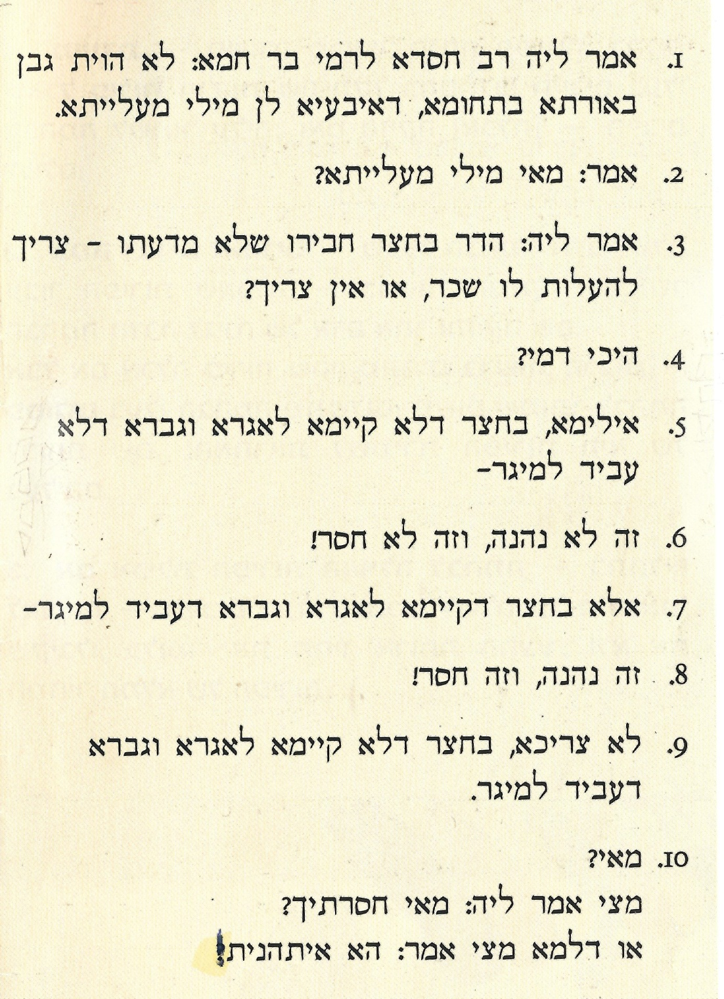 1. אמר ליה רב חסדא לרמי בר חמא: לא הוית גבן
באורתא בתחומא, דאיבעיא לן מילי מעלייתא.
2. אמר: מאי מילי מעלייתא?
3. אמר ליה: הדר בחצר חבירו שלא מדעתו – צריך
להעלות לו שכר, או אין צריך?
4. היכי דמי?
5. אילימא, בחצר דלא קיימא לאגרא וגברא דלא
עביד למיגר–
6. זה לא נהנה, וזה לא חסר!
7. אלא בחצר דקיימא לאגרא וגברא דעביד למיגר–
8. זה נהנה, וזה חסר!
9. לא צריכא, בחצר דלא קיימא לאגרא וגברא
דעביד למיגר.
10. מאי?
מצי אמר ליה: מאי חסרתיך?
או דלמא מצי אמר: הא איתהנית!